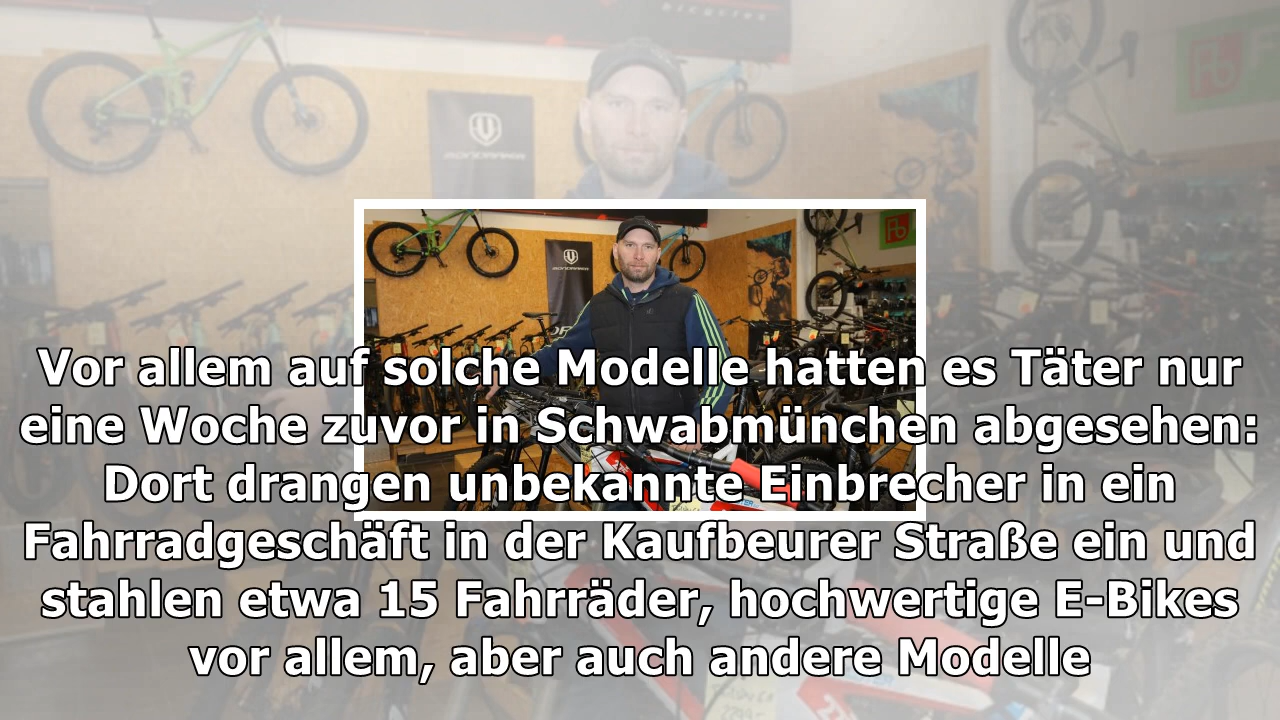 MONDRAKER
Vor allem auf solche Modelle hatten es Täter nur
eine Woche zuvor in Schwabmünchen abgesehen:
Dort drangen unbekannte Einbrecher in ein
Fahrradgeschäft in der Kaufbeurer Straße ein und
stahlen etwa 15 Fahrräder, hochwertige E-Bikes
vor allem, aber auch andere Modelle